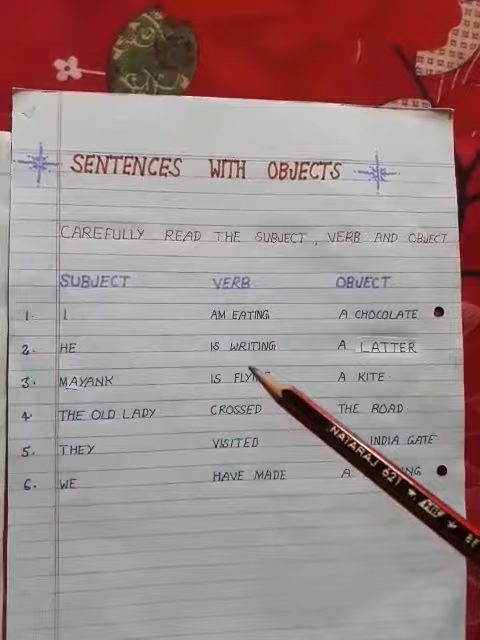 SENTENCES WITH OBJECTS
CAREFULLY READ THE SUBJECT, VERB AND OBJECT
SUBJECT VERB OBJECT
1. I AM EATING A CHOCOLATE
2. HE IS WRITING A LATTER
3. MAYANK IS A KITE
4. THE OLD LADY CROSSED THE ROAD
5. THEY VISITED INDIA GATE
6. WE HAVE MADE A
NATARAJ 621